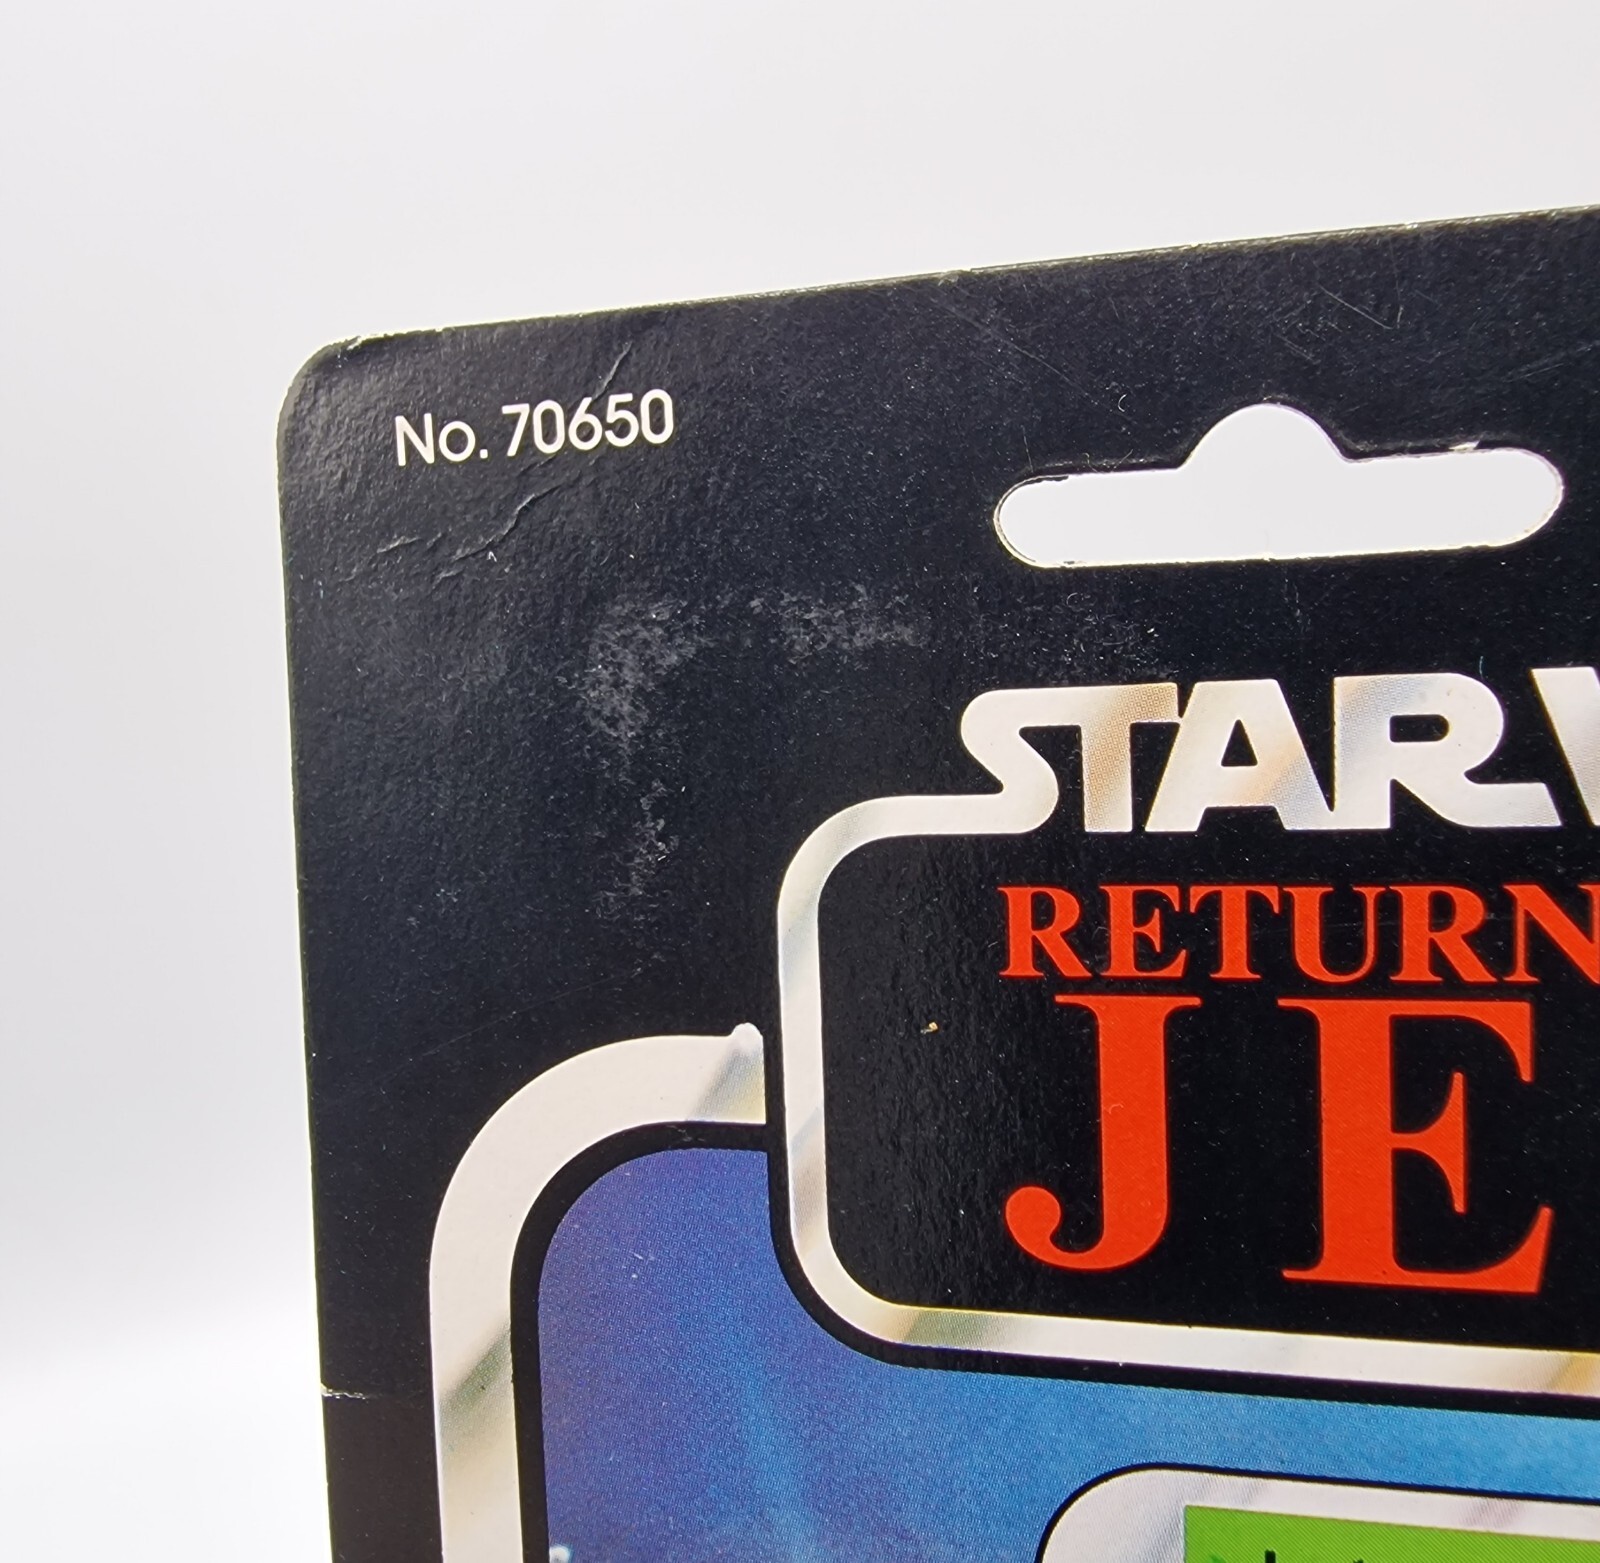 No. 70650
STAR
RETURN
JE